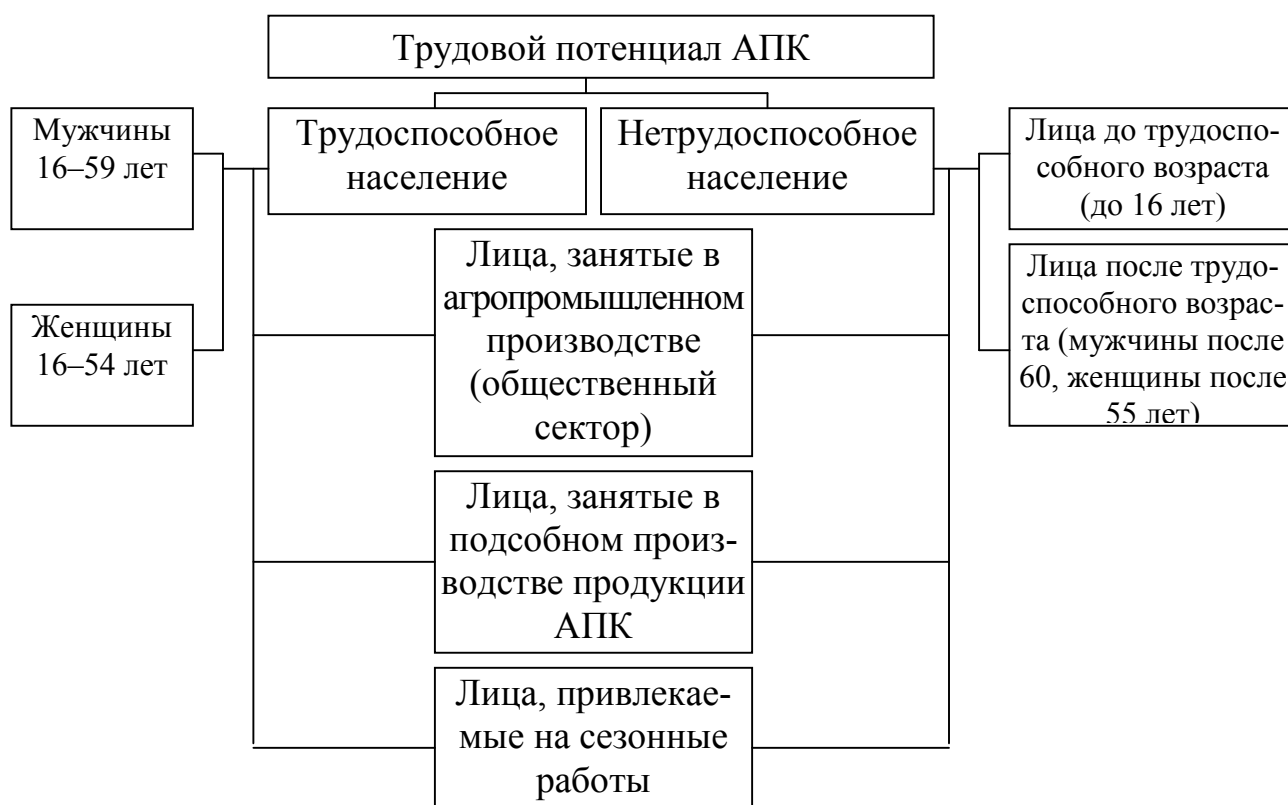 Трудовой потенциал АПК
Мужчины
16–59 лет
Трудоспособное
население
Нетрудоспособное
население
Лица до трудоспо-
собного возраста
(до 16 лет)
Женщины
16–54 лет
Лица, занятые в
агропромышленном
производстве
(общественный
сектор)
Лица после трудо-
способного возрас-
та (мужчины после
60, женщины после
55 лет)
Лица, занятые в
подсобном произ-
водстве продукции
АПК
Лица, привлекае-
мые на сезонные
работы